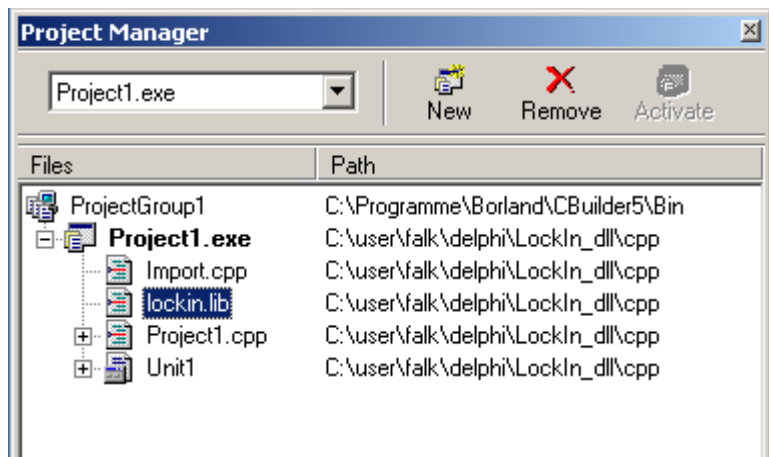 Project Manager
Project1.exe
New Remove Activate
Files Path
ProjectGroup1 C:\Programme\Borland\CBuilder5\Bin
Project1.exe C:\user\falk\delphi\LockIn_dll\cpp
Import.cpp C:\user\falk\delphi\LockIn_dll\cpp
lockin.lib C:\user\falk\delphi\LockIn_dll\cpp
Project1.cpp C:\user\falk\delphi\LockIn_dll\cpp
Unit1 C:\user\falk\delphi\LockIn_dll\cpp